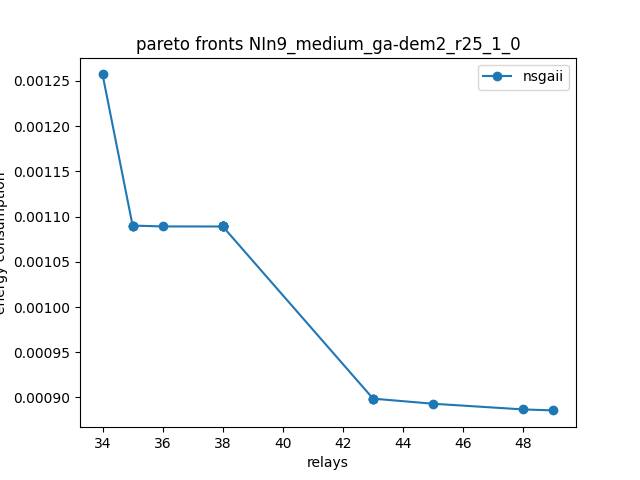 pareto fronts NIn9_medium_ga-dem2_r25_1_0
nsgaii
0.00125
0.00120
0.00115
0.00110
0.00105
0.00100
0.00095
0.00090
energy consumption
34 36 38 40 42 44 46 48
relays